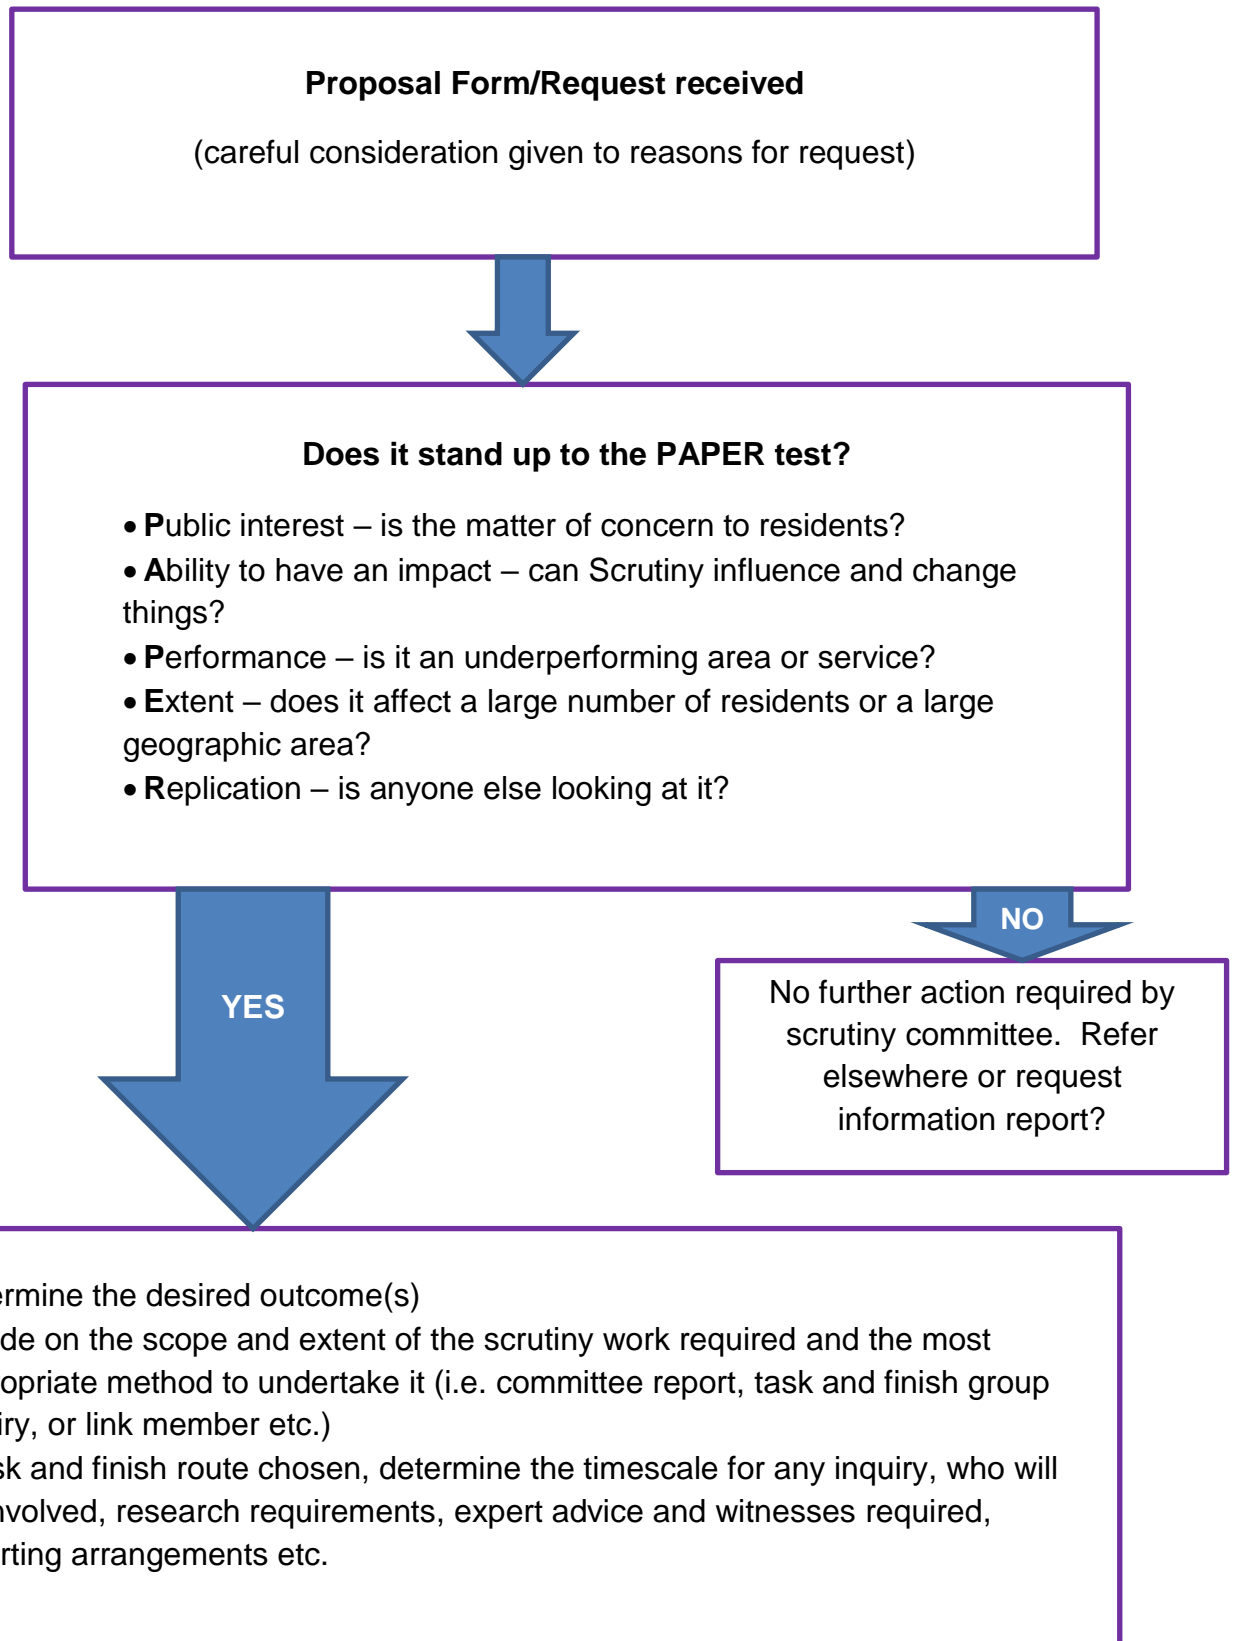 Proposal Form/Request received
(careful consideration given to reasons for request)
Does it stand up to the PAPER test?
• Public interest – is the matter of concern to residents?
• Ability to have an impact – can Scrutiny influence and change
things?
• Performance – is it an underperforming area or service?
• Extent – does it affect a large number of residents or a large
geographic area?
• Replication – is anyone else looking at it?
NO
YES
No further action required by
scrutiny committee.  Refer
elsewhere or request
information report?
ermine the desired outcome(s)
ide on the scope and extent of the scrutiny work required and the most
ropriate method to undertake it (i.e. committee report, task and finish group
iry, or link member etc.)
sk and finish route chosen, determine the timescale for any inquiry, who will
nvolved, research requirements, expert advice and witnesses required,
rting arrangements etc.